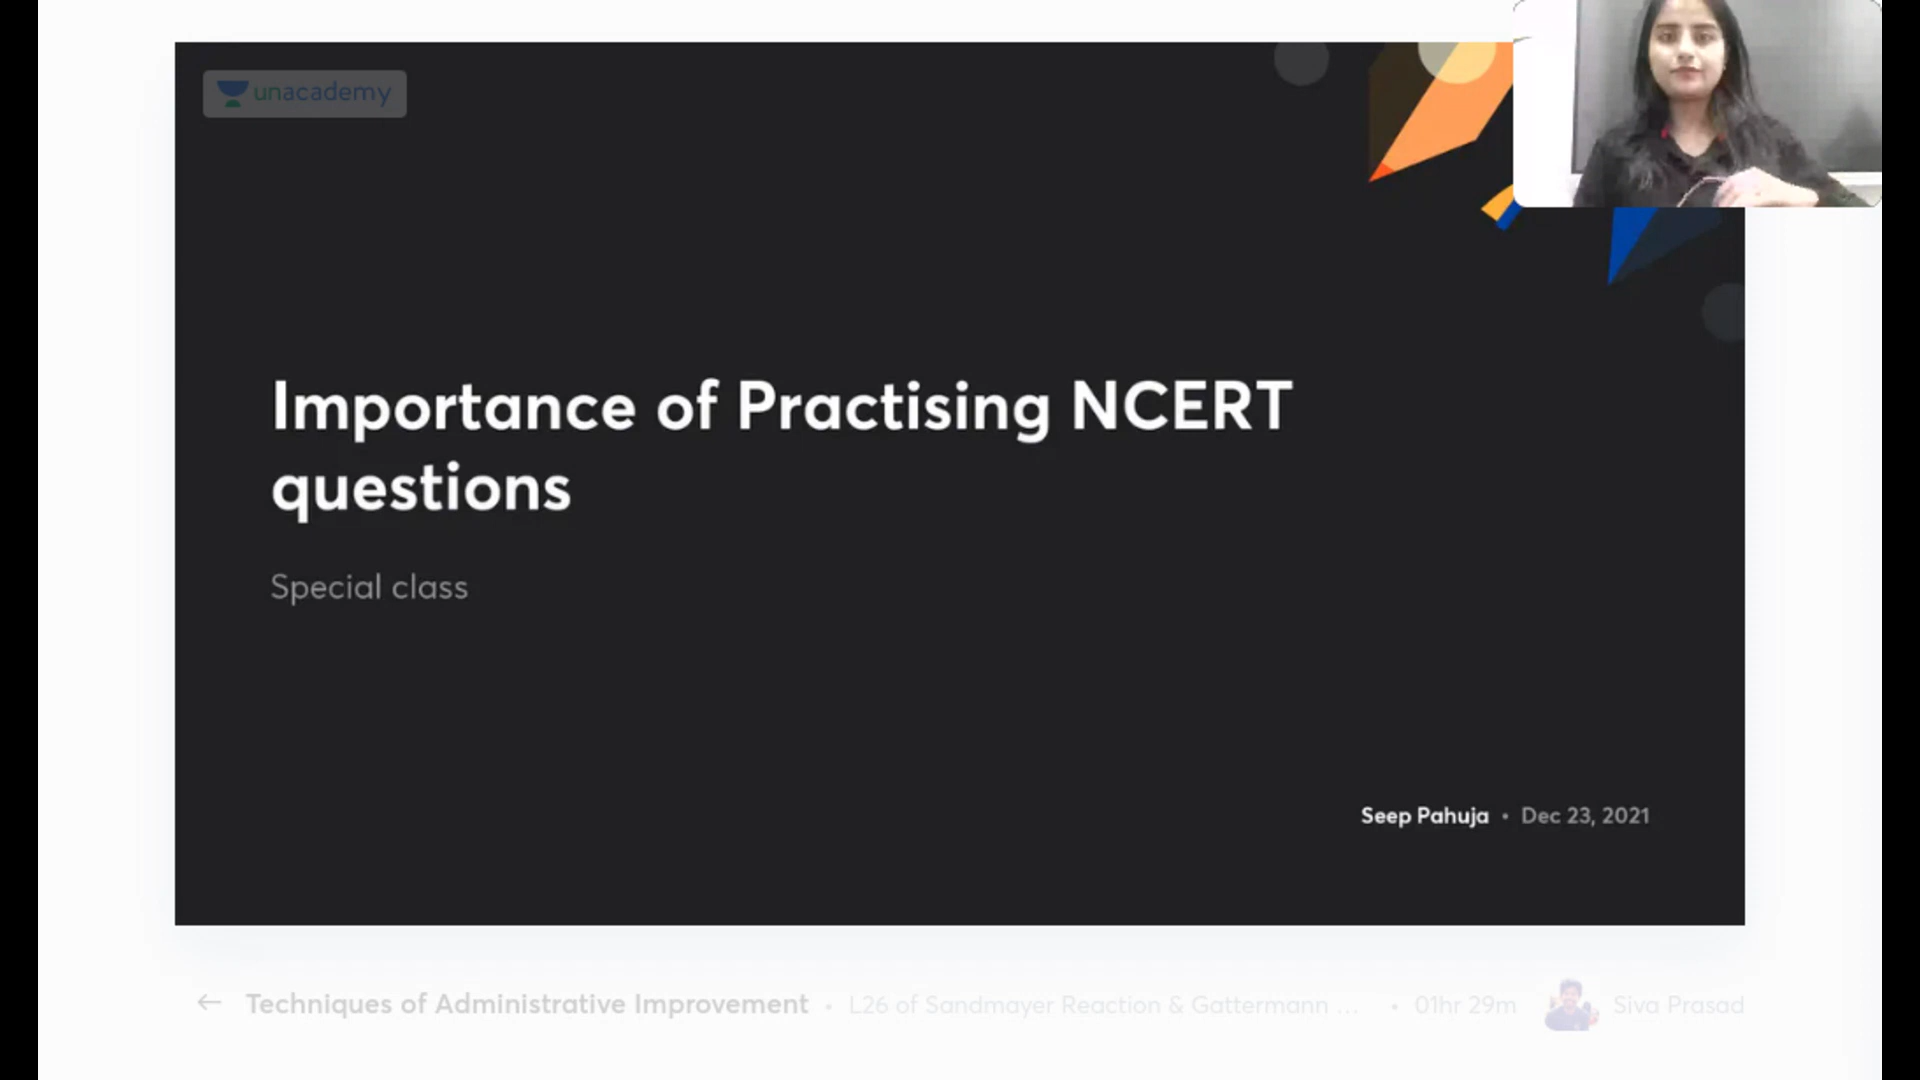 unacademy
Importance of Practising NCERT
questions
Special class
Seep Pahuja • Dec 23, 2021
← Techniques of Administrative Improvement • L26 of Sandmayer Reaction & Gattermann ... • 01hr 29m Siva Prasad